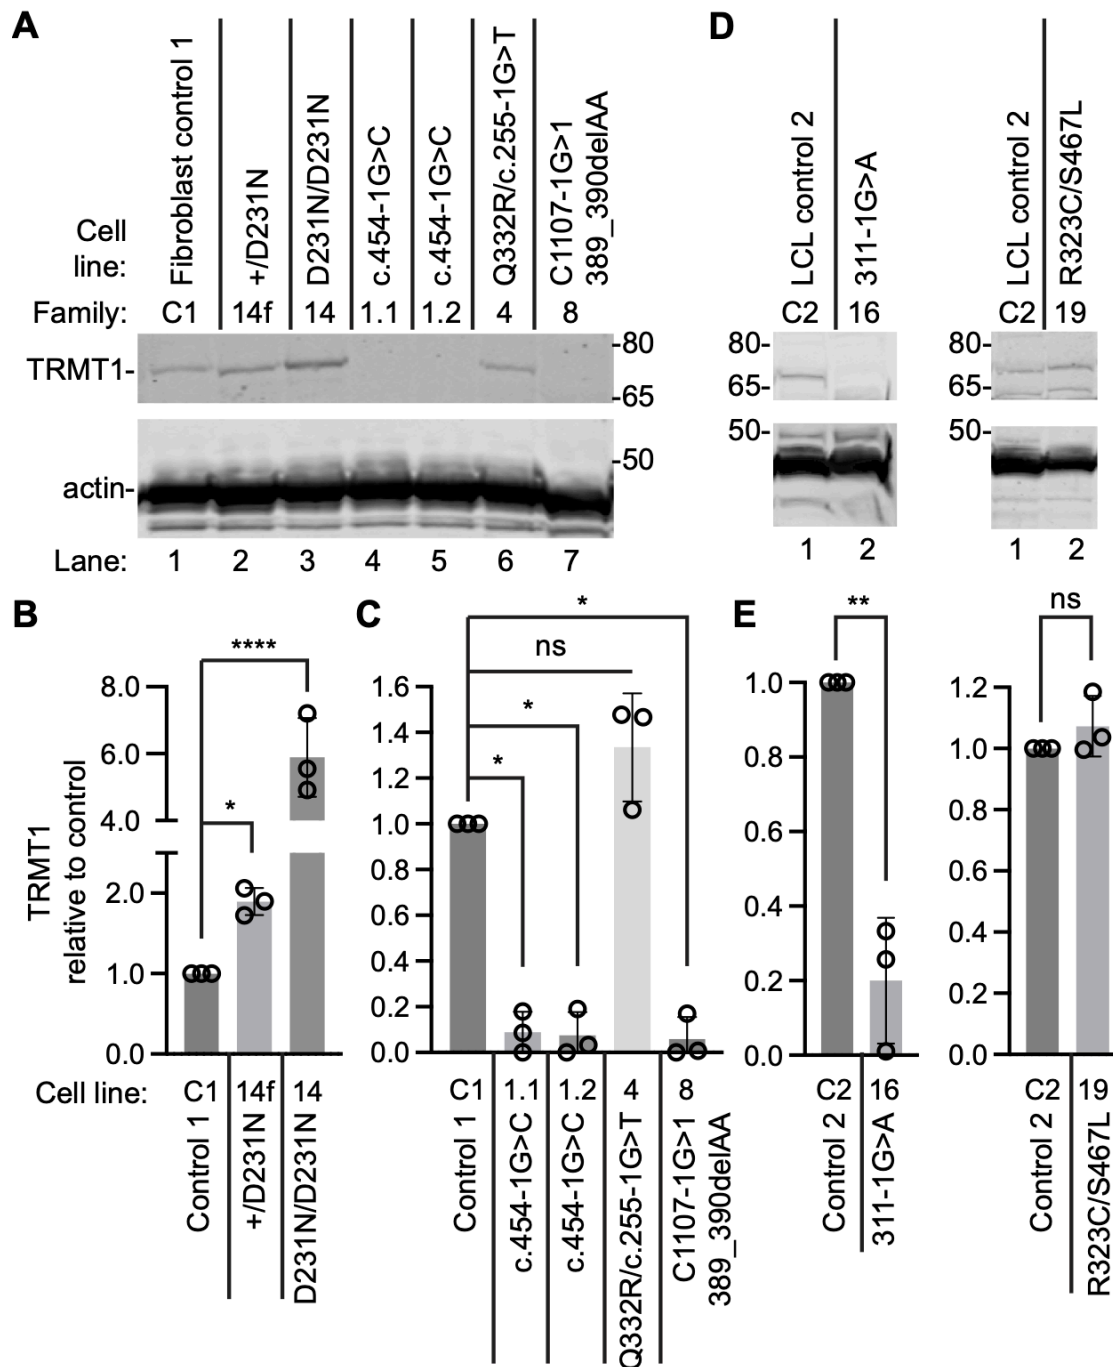 A
Cell
line:
Fibroblast control 1
+/D231N
D231N/D231N
c.454-1G>C
c.454-1G>C
Q332R/c.255-1G>T
C1107-1G>1
389_390delAA
Family: C1 14f 14 1.1 1.2 4 8
TRMT1-
-80
-65
actin-
-50
Lane: 1 2 3 4 5 6 7
D
LCL control 2
311-1G>A
LCL control 2
R323C/S467L
C2 16 C2 19
80-
65-
50-
80-
65-
50-
1 2 1 2
B
TRMT1
relative to control
8.0
6.0
4.0
2.0
1.0
0.0
*
****
Cell line: C1 14f 14
Control 1
+/D231N
D231N/D231N
C
1.6
1.4
1.2
1.0
0.8
0.6
0.4
0.2
0.0
*
ns
*
*
C1 1.1 1.2 4 8
Control 1
c.454-1G>C
c.454-1G>C
Q332R/c.255-1G>T
C1107-1G>1
389_390delAA
E
1.0
0.8
0.6
0.4
0.2
0.0
**
C2 16
Control 2
311-1G>A
1.2
1.0
0.8
0.6
0.4
0.2
0.0
ns
C2 19
Control 2
R323C/S467L